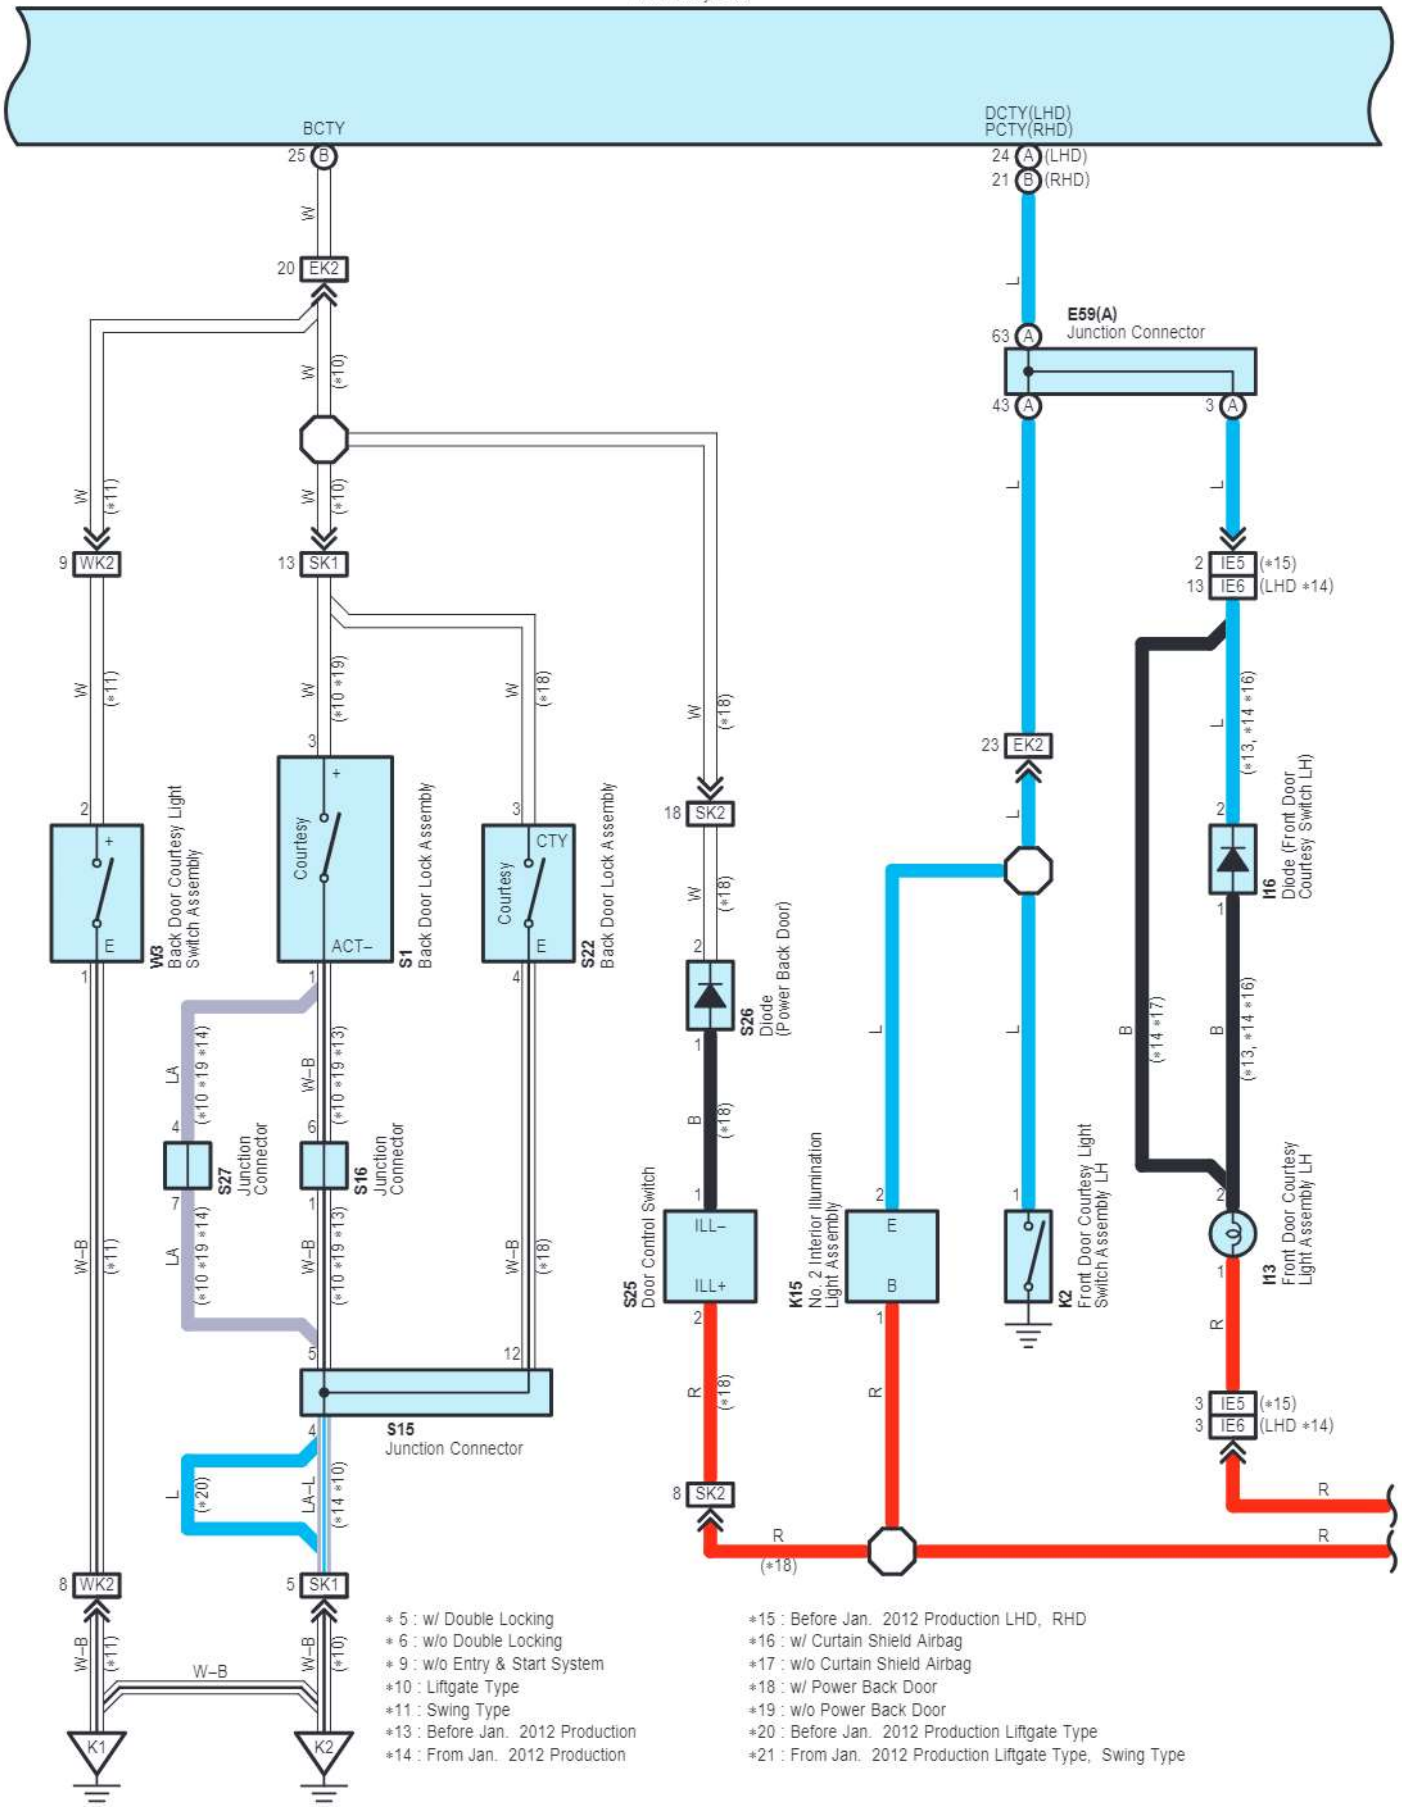 BCTY
DCTY(LHD)
PCTY(RHD)
25 B
24 A (LHD)
21 B (RHD)
W
L
20 EK2
E59(A)
Junction Connector
63 A
W
(*10)
43 A
3 A
W
(*11)
W
(*10)
L
L
9 WK2
13 SK1
2 IE5 (*15)
13 IE6 (LHD *14)
W
(*11)
W
(*10 *19)
W
(*18)
W
(*18)
L
(*13, *14 *16)
23 EK2
L
3
+
Courtesy
ACT–
1
S1
Back Door Lock Assembly
2
+
E
1
W3
Back Door Courtesy Light
Switch Assembly
3
CTY
Courtesy
E
4
S22
Back Door Lock Assembly
18 SK2
W
(*18)
2
1
S26
Diode
(Power Back Door)
2
1
I16
Diode (Front Door
Courtesy Switch LH)
LA
(*10 *19 *14)
W–B
(*10 *19 *13)
B
(*18)
L
L
B
(*14 *17)
B
(*13, *14 *16)
4
7
S27
Junction
Connector
6
1
S16
Junction
Connector
W–B
(*11)
LA
(*10 *19 *14)
W–B
(*10 *19 *13)
W–B
(*18)
1
ILL–
ILL+
2
S25
Door Control Switch
2
E
B
1
K15
No. 2 Interior Illumination
Light Assembly
1
K2
Front Door Courtesy Light
Switch Assembly LH
2
1
I13
Front Door Courtesy
Light Assembly LH
5
12
4
S15
Junction Connector
R
(*18)
R
R
3 IE5 (*15)
3 IE6 (LHD *14)
L
(*20)
LA–L
(*14 *10)
8 SK2
R
R
(*18)
R
8 WK2
5 SK1
W–B
(*11)
W–B
W–B
(*10)
K1
K2
* 5 : w/ Double Locking
* 6 : w/o Double Locking
* 9 : w/o Entry & Start System
*10 : Liftgate Type
*11 : Swing Type
*13 : Before Jan. 2012 Production
*14 : From Jan. 2012 Production
*15 : Before Jan. 2012 Production LHD, RHD
*16 : w/ Curtain Shield Airbag
*17 : w/o Curtain Shield Airbag
*18 : w/ Power Back Door
*19 : w/o Power Back Door
*20 : Before Jan. 2012 Production Liftgate Type
*21 : From Jan. 2012 Production Liftgate Type, Swing Type